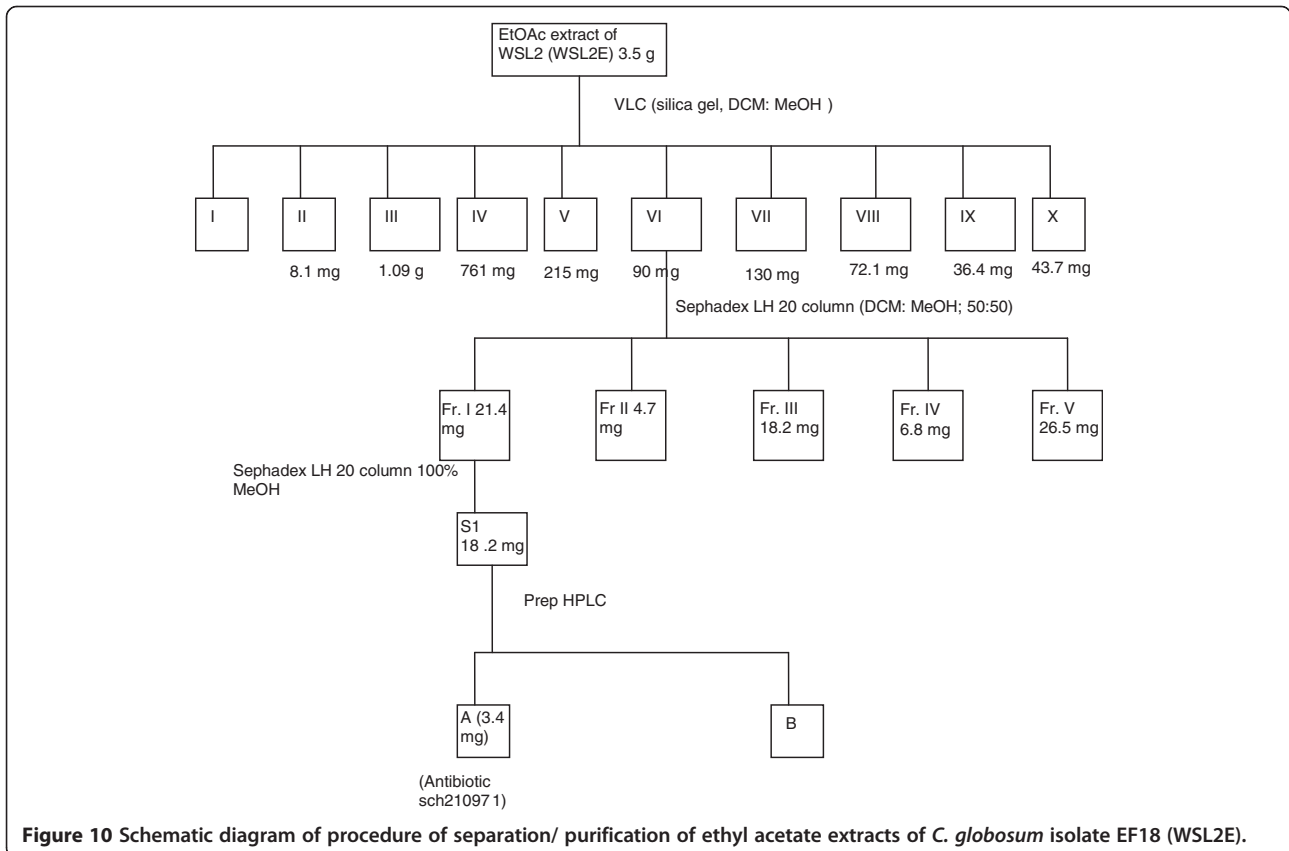 EtOAc extract of
WSL2 (WSL2E) 3.5 g
VLC (silica gel, DCM: MeOH )
I
II
III
IV
V
VI
VII
VIII
IX
X
8.1 mg
1.09 g
761 mg
215 mg
90 mg
130 mg
72.1 mg
36.4 mg
43.7 mg
Sephadex LH 20 column (DCM: MeOH; 50:50)
Fr. I 21.4
mg
Fr II 4.7
mg
Fr. III
18.2 mg
Fr. IV
6.8 mg
Fr. V
26.5 mg
Sephadex LH 20 column 100%
MeOH
S1
18 .2 mg
Prep HPLC
A (3.4
mg)
B
(Antibiotic
sch210971)
Figure 10 Schematic diagram of procedure of separation/ purification of ethyl acetate extracts of C. globosum isolate EF18 (WSL2E).